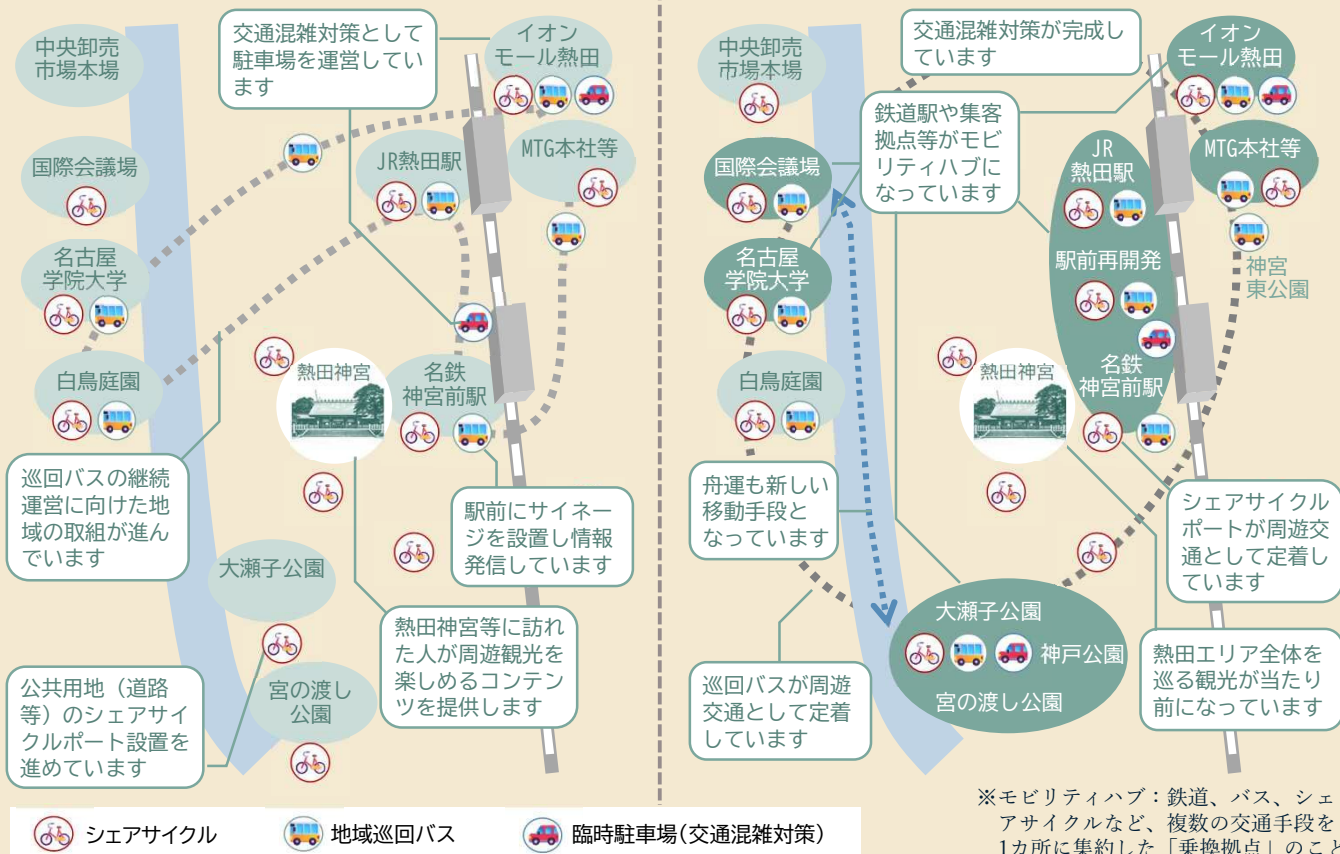 中央卸売
市場本場
交通混雑対策として
駐車場を運営してい
ます
イオン
モール熱田
国際会議場
JR熱田駅
MTG本社等
名古屋
学院大学
白鳥庭園
熱田神宮
名鉄
神宮前駅
巡回バスの継続
運営に向けた地
域の取組が進ん
でいます
駅前にサイネー
ジを設置し情報
発信しています
大瀬子公園
熱田神宮等に訪れ
た人が周遊観光を
楽しめるコンテン
ツを提供します
宮の渡し
公園
公共用地（道路
等）のシェアサイ
クルポート設置を
進めています
中央卸売
市場本場
交通混雑対策が完成し
ています
イオン
モール熱田
鉄道駅や集客
拠点等がモビ
リティハブに
なっています
国際会議場
JR
熱田駅
MTG本社等
名古屋
学院大学
駅前再開発
神宮
東公園
白鳥庭園
熱田神宮
名鉄
神宮前駅
舟運も新しい
移動手段と
なっています
シェアサイクル
ポートが周遊交
通として定着し
ています
大瀬子公園
神戸公園
宮の渡し公園
巡回バスが周遊
交通として定着
しています
熱田エリア全体を
巡る観光が当たり
前になっています
シェアサイクル
地域巡回バス
臨時駐車場(交通混雑対策)
※モビリティハブ：鉄道、バス、シェ
アサイクルなど、複数の交通手段を
1カ所に集約した「乗換拠点」のこと